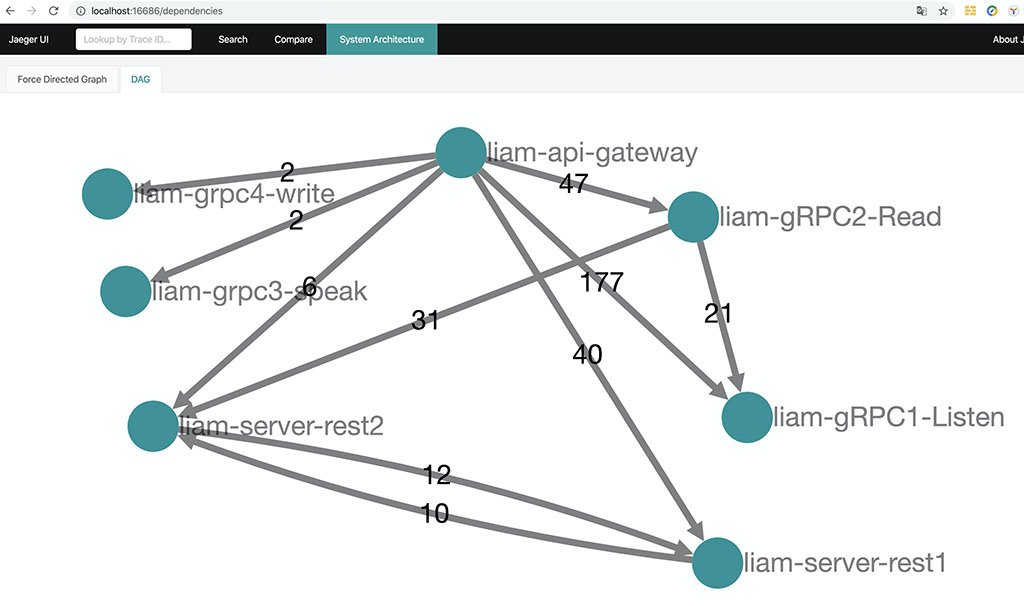 localhost:16686/dependencies
Jaeger UI Lookup by Trace ID... Search Compare System Architecture About J
Force Directed Graph DAG
liam-api-gateway
2
47
liam-grpc4-write
liam-gRPC2-Read
2
6
liam-grpc3-speak
177
31
21
40
liam-server-rest2
liam-gRPC1-Listen
12
10
liam-server-rest1